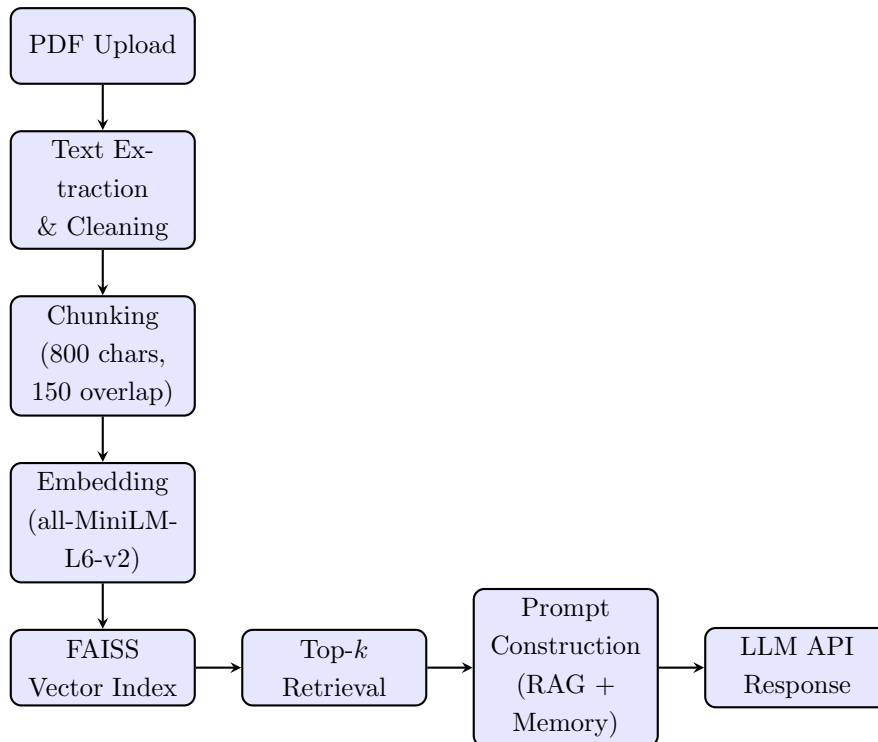 PDF Upload
Text Ex-
traction
& Cleaning
Chunking
(800 chars,
150 overlap)
Embedding
(all-MiniLM-
L6-v2)
FAISS
Vector Index
Top-k
Retrieval
Prompt
Construction
(RAG +
Memory)
LLM API
Response